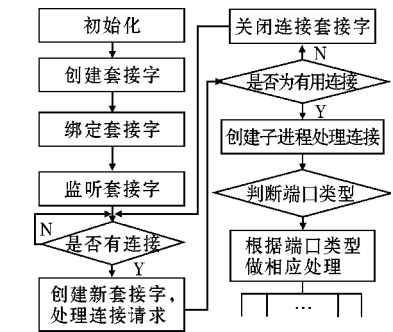 初始化
创建套接字
绑定套接字
监听套接字
N
是否有连接
Y
创建新套接字，
处理连接请求
关闭连接套接字
N
是否为有用连接
Y
创建子进程处理连接
判断端口类型
根据端口类型
做相应处理
…